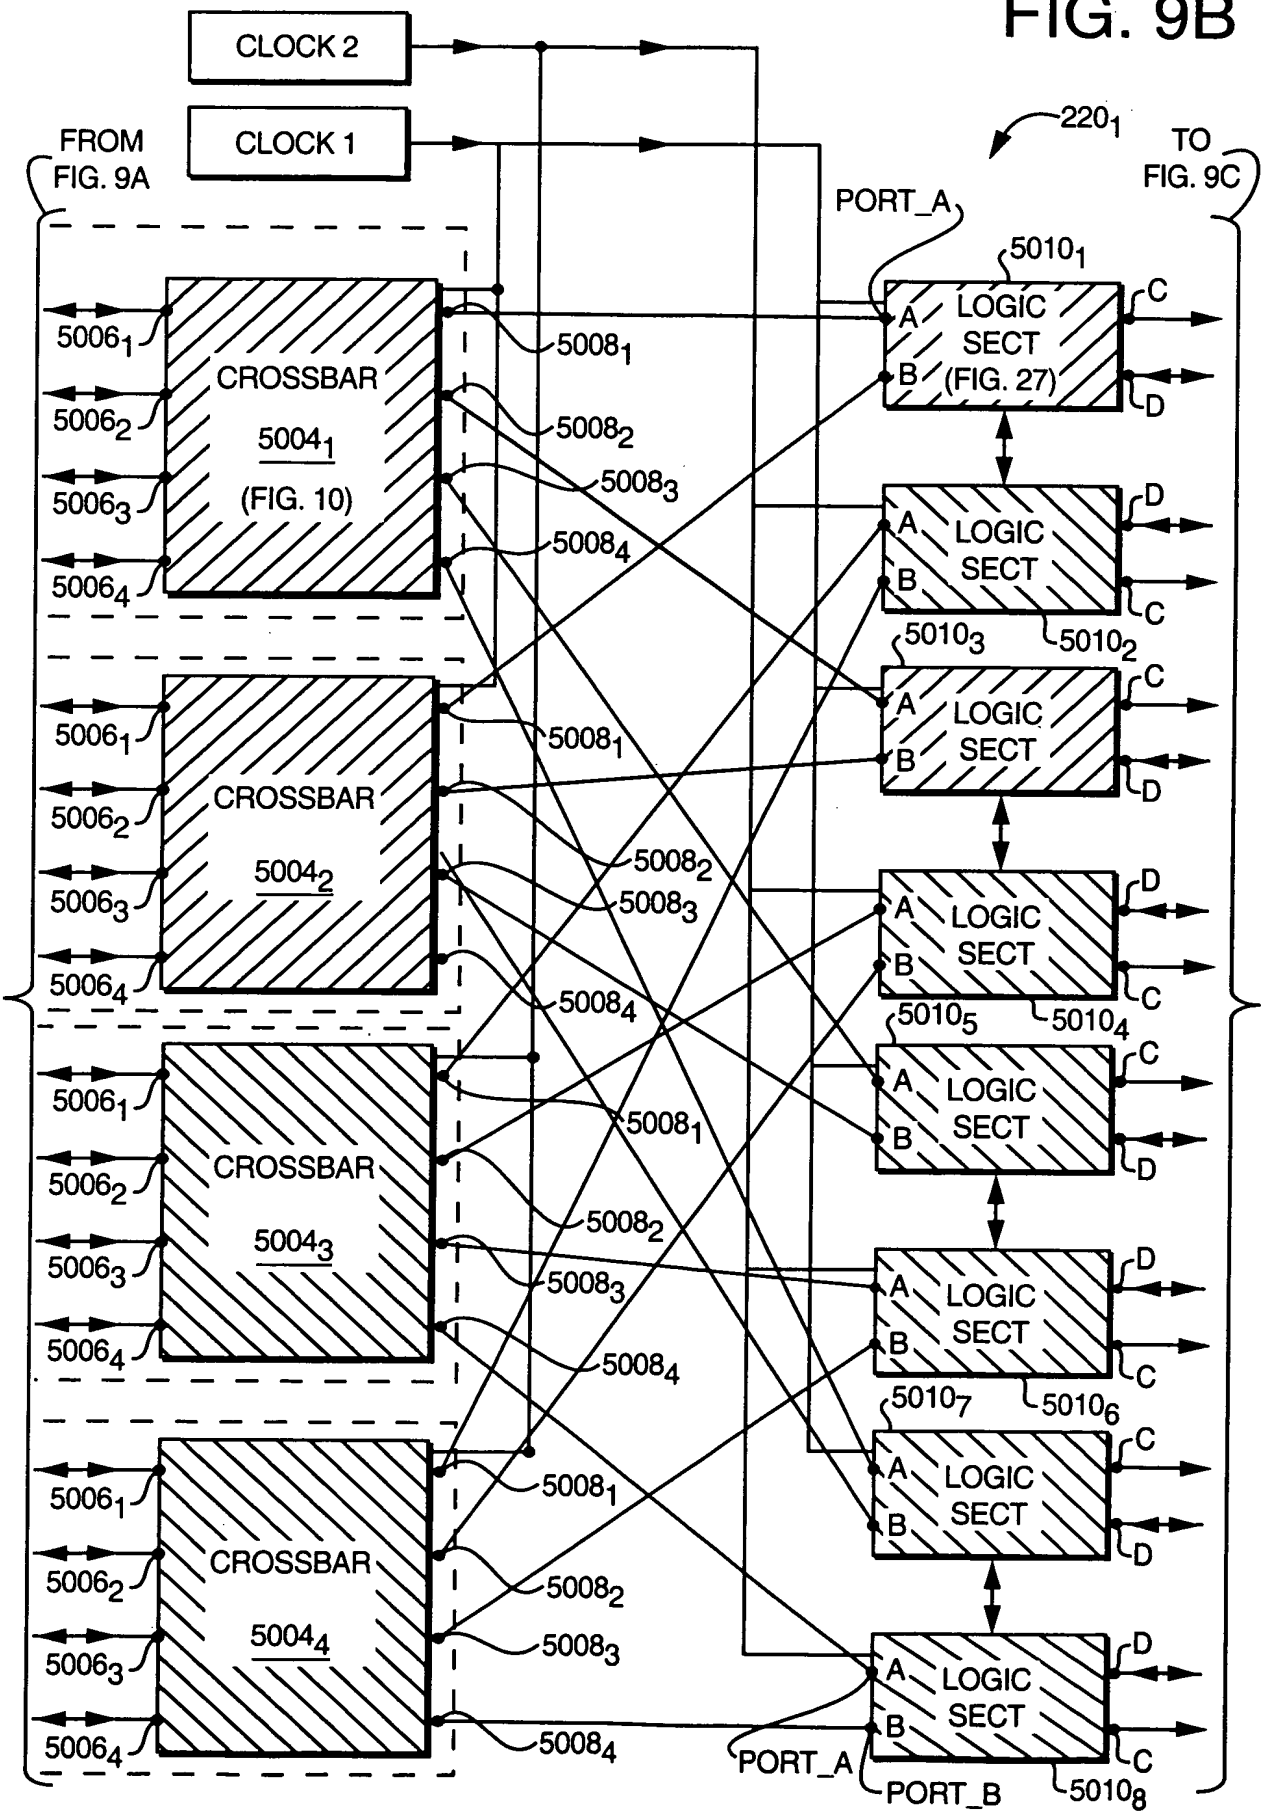 FIG. 9B
CLOCK 2
CLOCK 1
220₁
FROM
FIG. 9A
TO
FIG. 9C
PORT_A
5006₁
5006₂
5006₃
5006₄
CROSSBAR
5004₁
(FIG. 10)
5008₁
5008₂
5008₃
5008₄
5006₁
5006₂
5006₃
5006₄
CROSSBAR
5004₂
5008₁
5008₂
5008₃
5008₄
5006₁
5006₂
5006₃
5006₄
CROSSBAR
5004₃
5008₁
5008₂
5008₃
5008₄
5006₁
5006₂
5006₃
5006₄
CROSSBAR
5004₄
5008₁
5008₂
5008₃
5008₄
5010₁
A
B
LOGIC
SECT
(FIG. 27)
C
D
A
B
LOGIC
SECT
D
C
5010₂
5010₃
A
B
LOGIC
SECT
C
D
A
B
LOGIC
SECT
D
C
5010₄
5010₅
A
B
LOGIC
SECT
C
D
A
B
LOGIC
SECT
D
C
5010₆
5010₇
A
B
LOGIC
SECT
C
D
A
B
LOGIC
SECT
D
C
5010₈
PORT_A
PORT_B